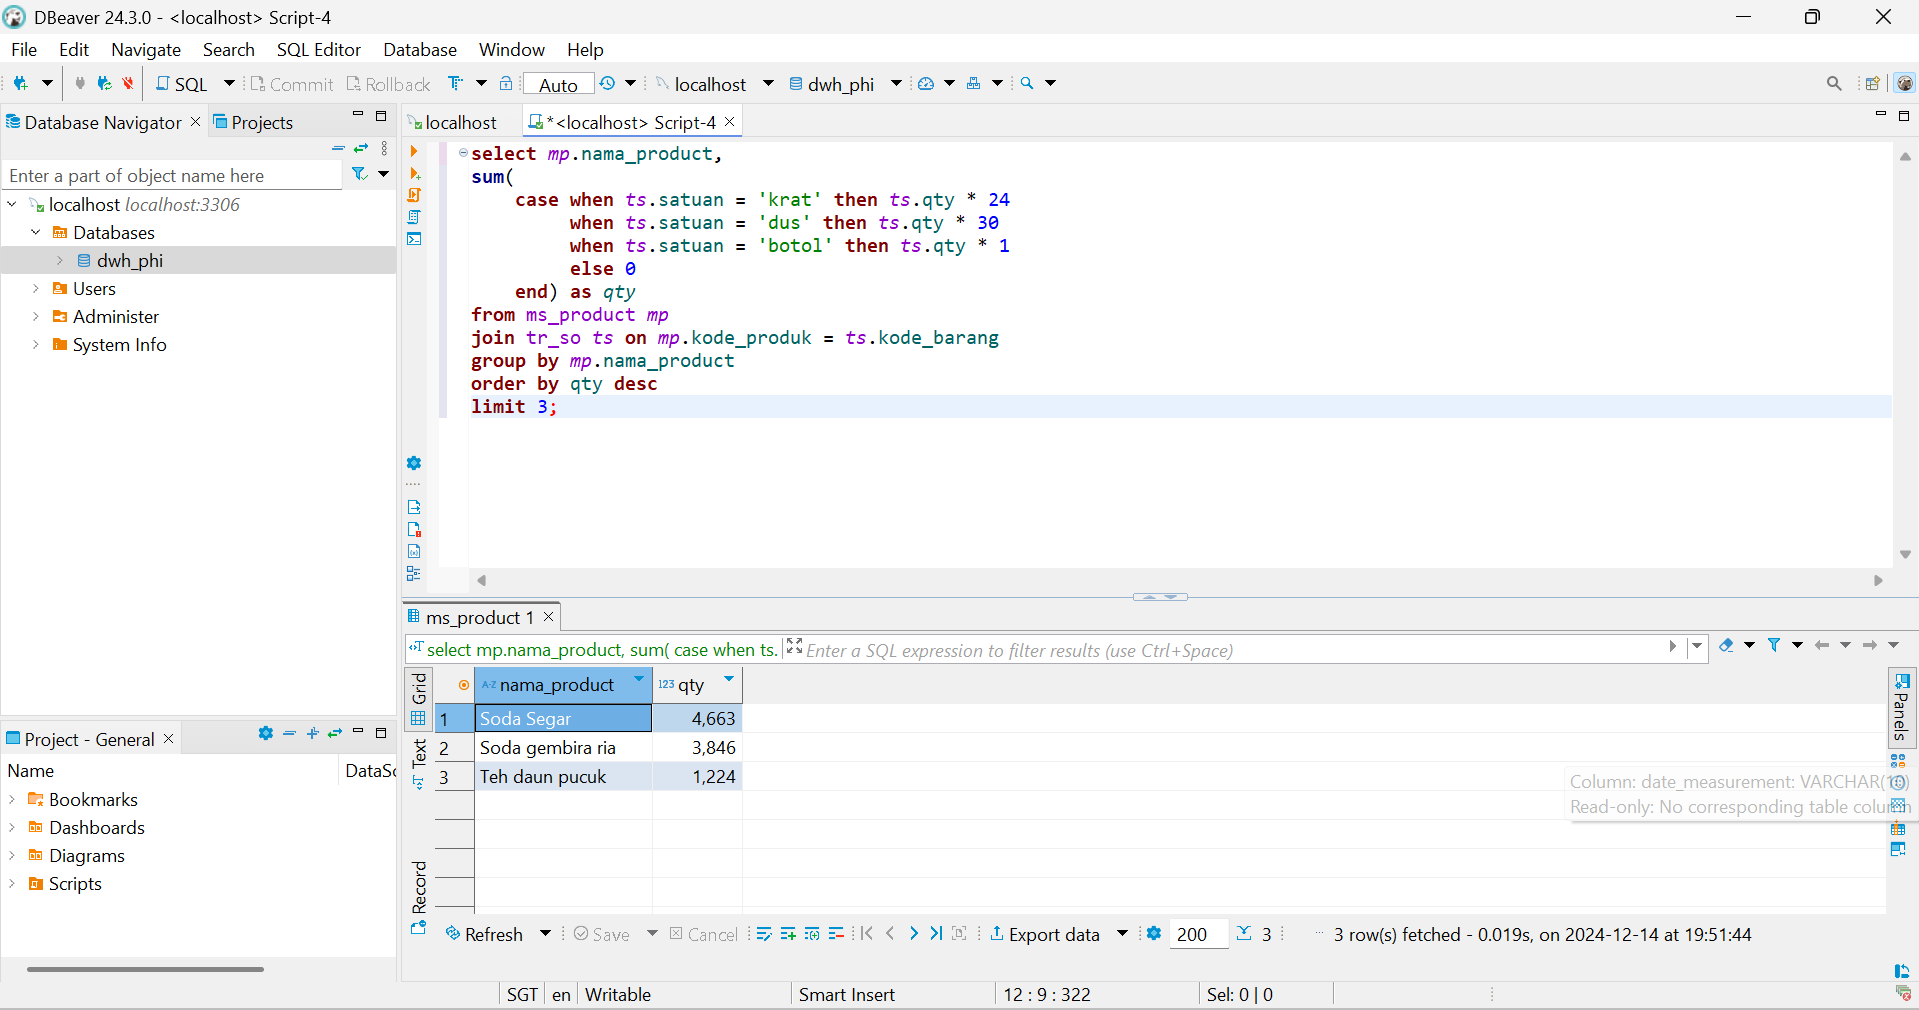 DBeaver 24.3.0 - <localhost> Script-4
File Edit Navigate Search SQL Editor Database Window Help
SQL Commit Rollback Auto localhost dwh_phi
Database Navigator Projects
Enter a part of object name here
localhost localhost:3306
Databases
dwh_phi
Users
Administer
System Info
Project - General
Name DataSc
Bookmarks
Dashboards
Diagrams
Scripts
localhost *<localhost> Script-4
select mp.nama_product,
sum(
case when ts.satuan = 'krat' then ts.qty * 24
when ts.satuan = 'dus' then ts.qty * 30
when ts.satuan = 'botol' then ts.qty * 1
else 0
end) as qty
from ms_product mp
join tr_so ts on mp.kode_produk = ts.kode_barang
group by mp.nama_product
order by qty desc
limit 3;
ms_product 1
select mp.nama_product, sum( case when ts. Enter a SQL expression to filter results (use Ctrl+Space)
Grid
Text
Record
A-Z nama_product 123 qty
1 Soda Segar 4,663
2 Soda gembira ria 3,846
3 Teh daun pucuk 1,224
Panels
Column: date_measurement: VARCHAR(10)
Read-only: No corresponding table column
Refresh Save Cancel Export data 200 3 3 row(s) fetched - 0.019s, on 2024-12-14 at 19:51:44
SGT en Writable Smart Insert 12 : 9 : 322 Sel: 0 | 0